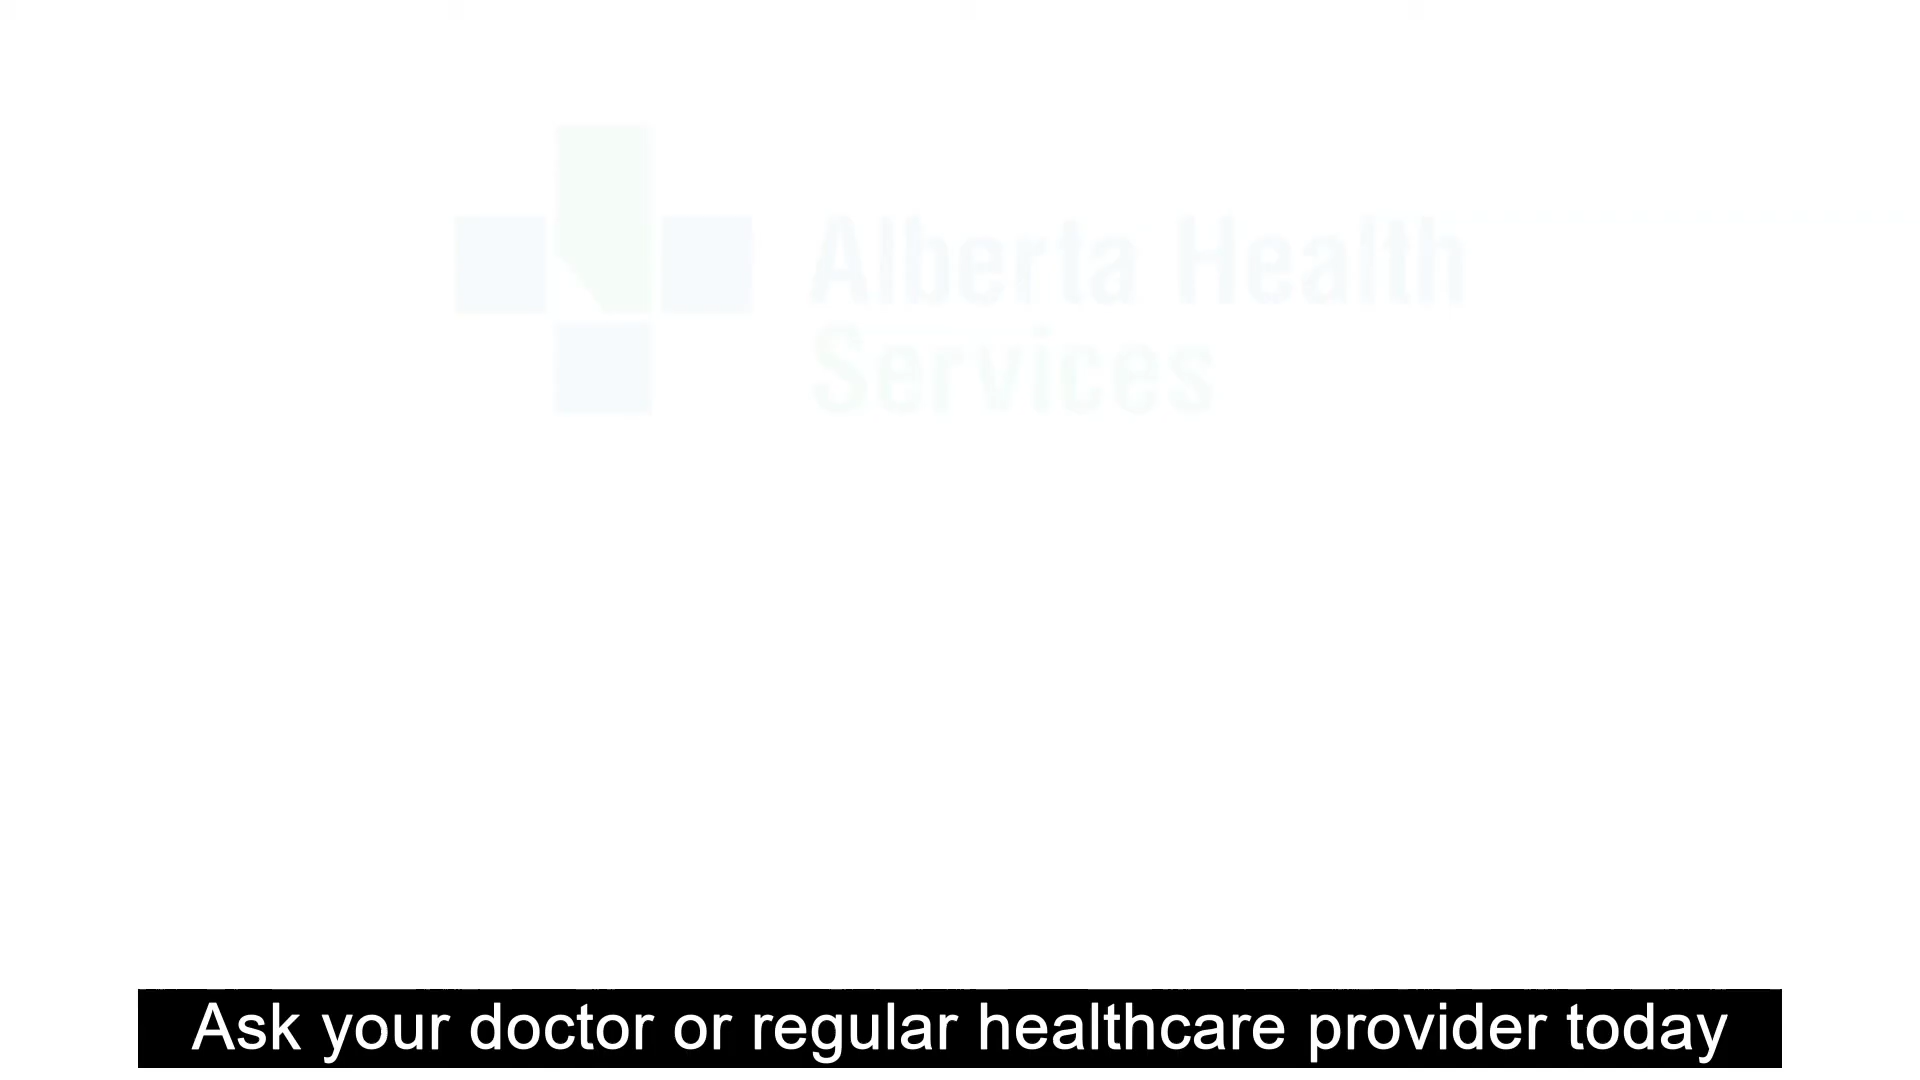 Alberta Health
Services
Ask your doctor or regular healthcare provider today